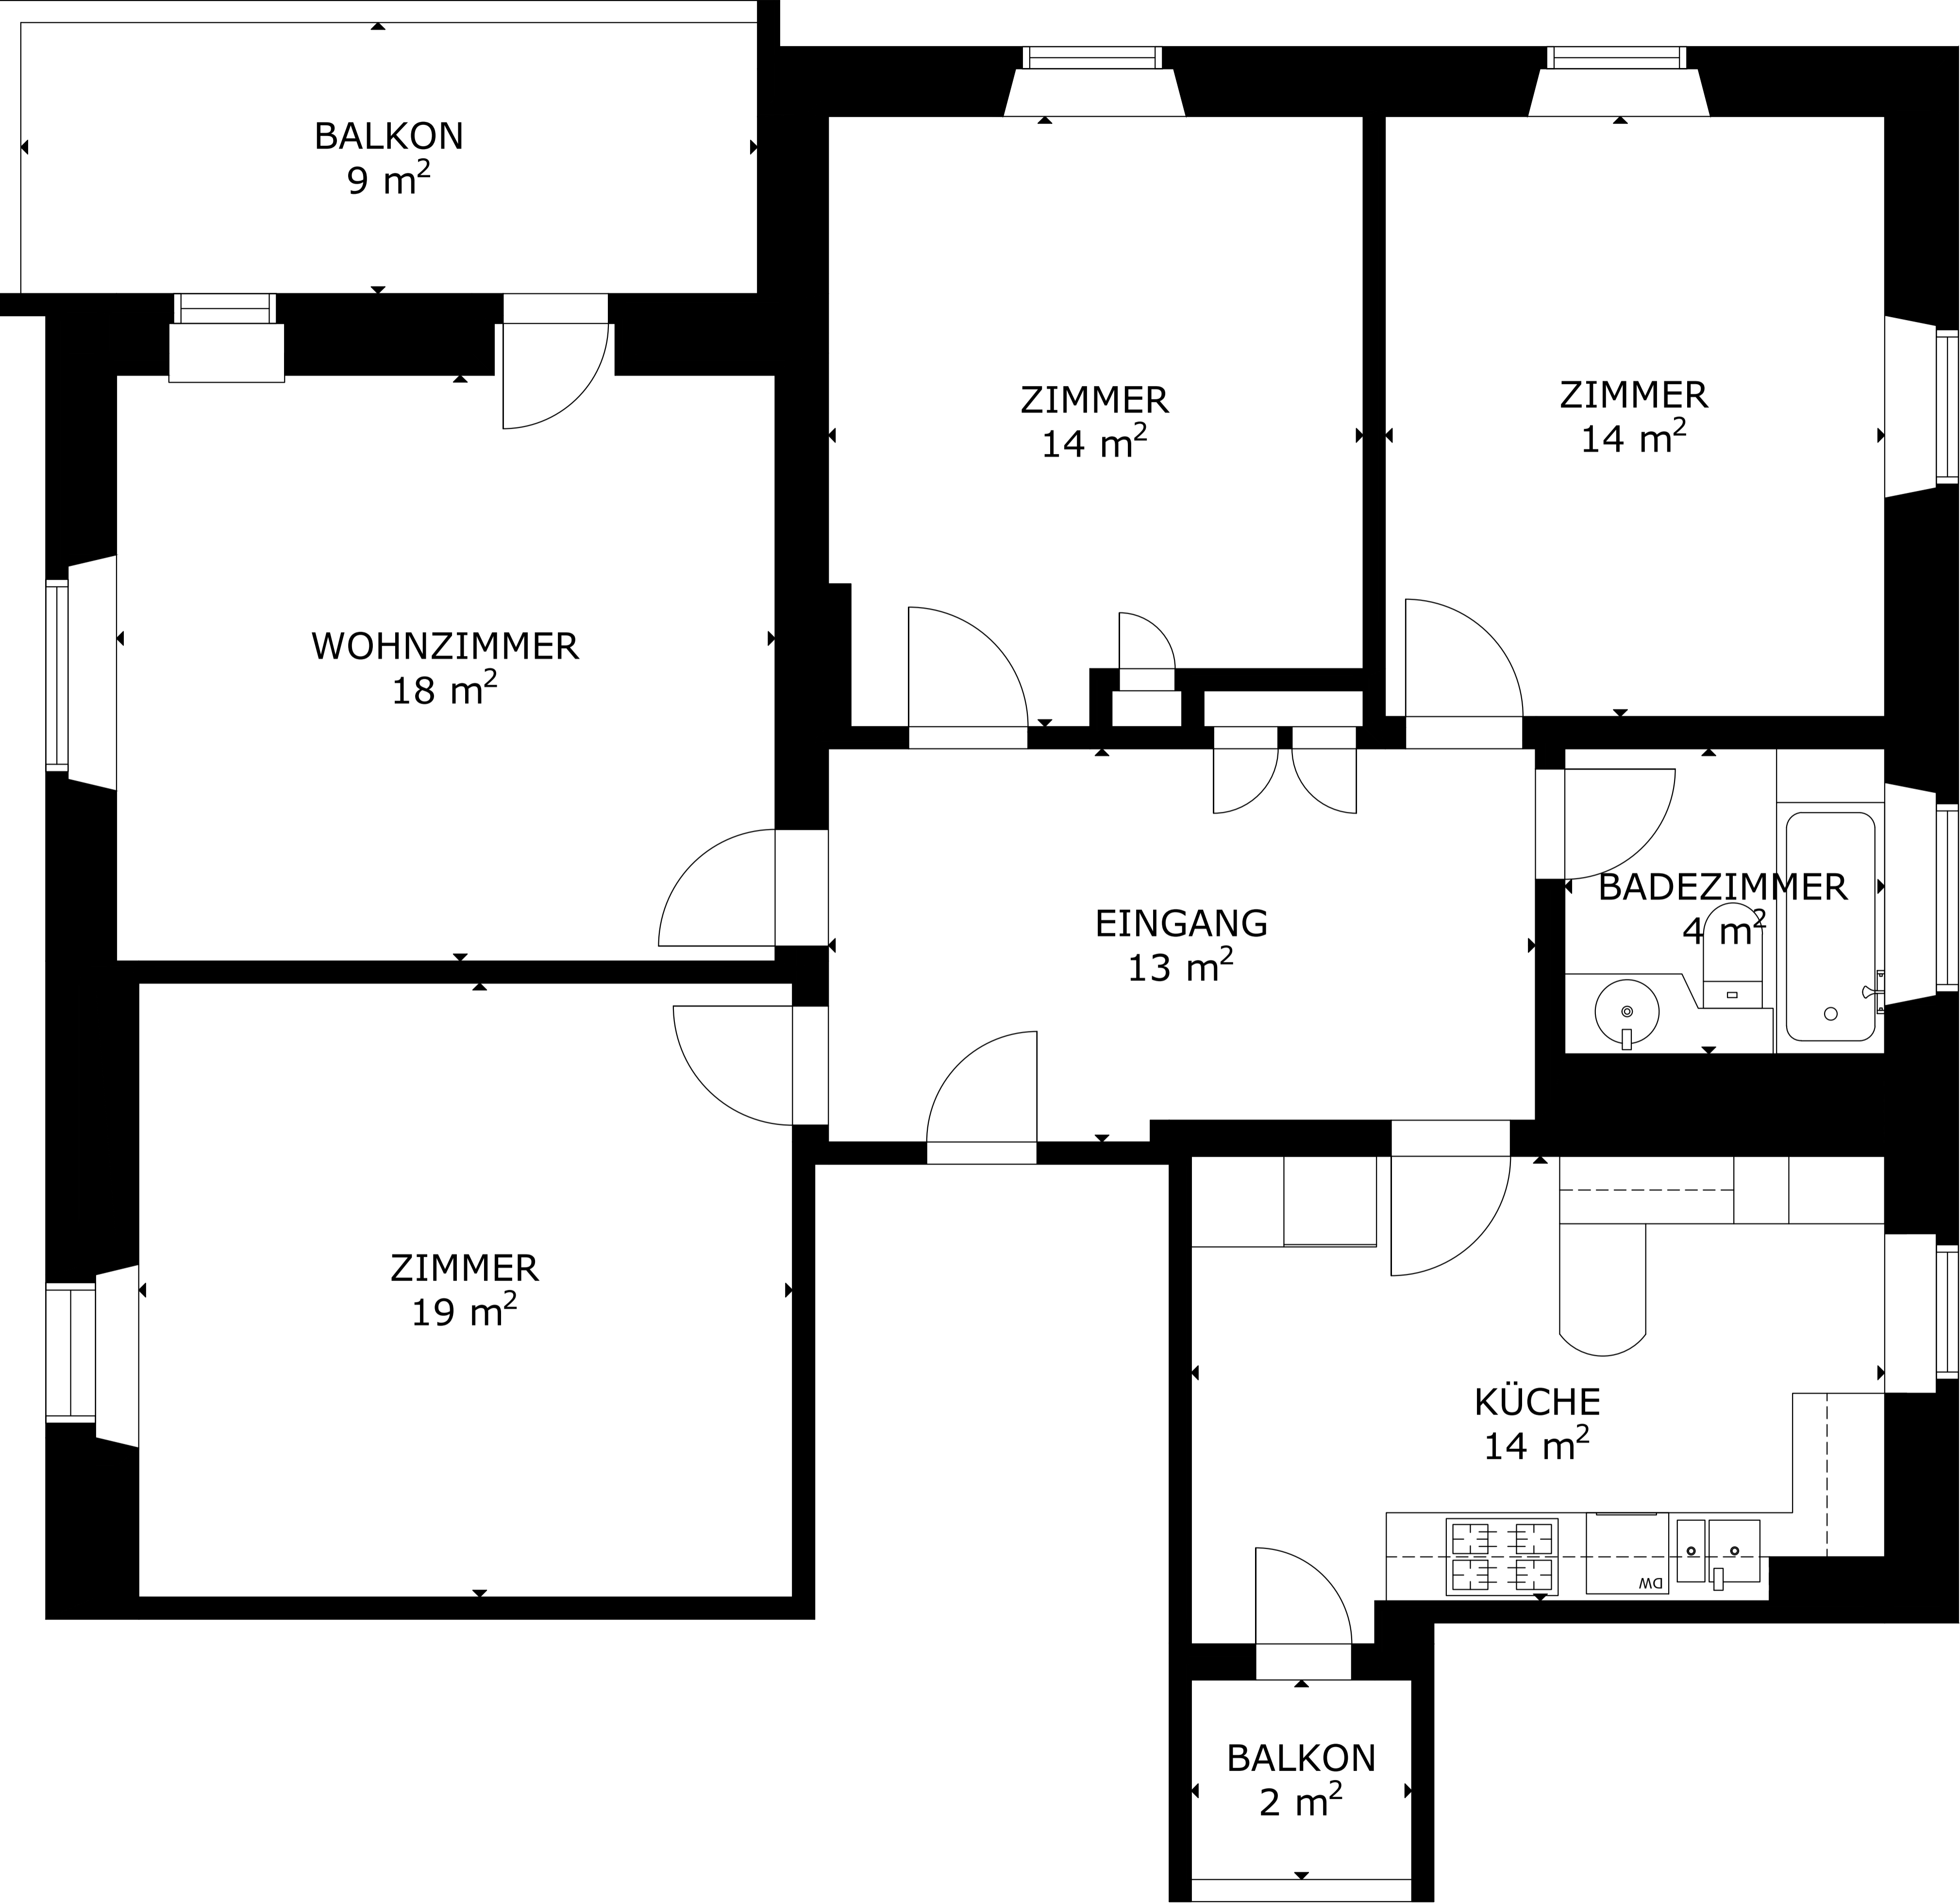 BALKON
9 m²
ZIMMER
14 m²
ZIMMER
14 m²
WOHNZIMMER
18 m²
BADEZIMMER
4 m²
EINGANG
13 m²
ZIMMER
19 m²
KÜCHE
14 m²
DW
BALKON
2 m²